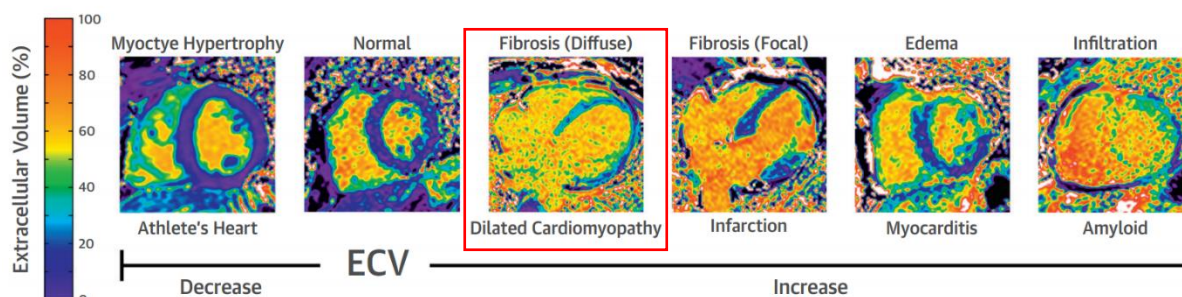 Extracellular Volume (%)
100
80
60
40
20
0
Myoctye Hypertrophy
Normal
Fibrosis (Diffuse)
Fibrosis (Focal)
Edema
Infiltration
Athlete's Heart
Dilated Cardiomyopathy
Infarction
Myocarditis
Amyloid
ECV
Decrease
Increase